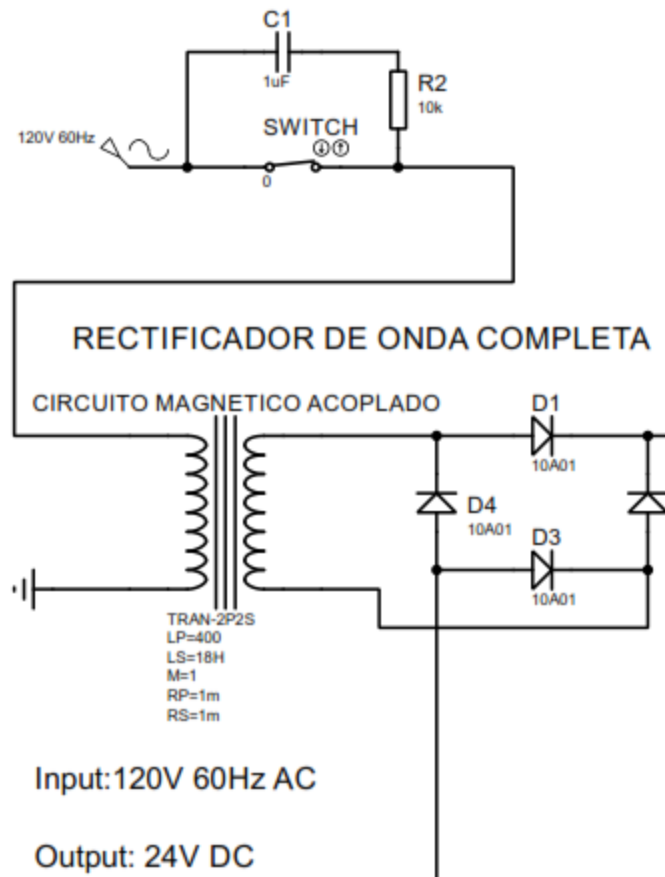 C1
1uF
R2
10k
SWITCH
120V 60Hz
0
RECTIFICADOR DE ONDA COMPLETA
CIRCUITO MAGNETICO ACOPLADO
D1
10A01
D4
10A01
D3
10A01
TRAN-2P2S
LP=400
LS=18H
M=1
RP=1m
RS=1m
Input:120V 60Hz AC
Output: 24V DC